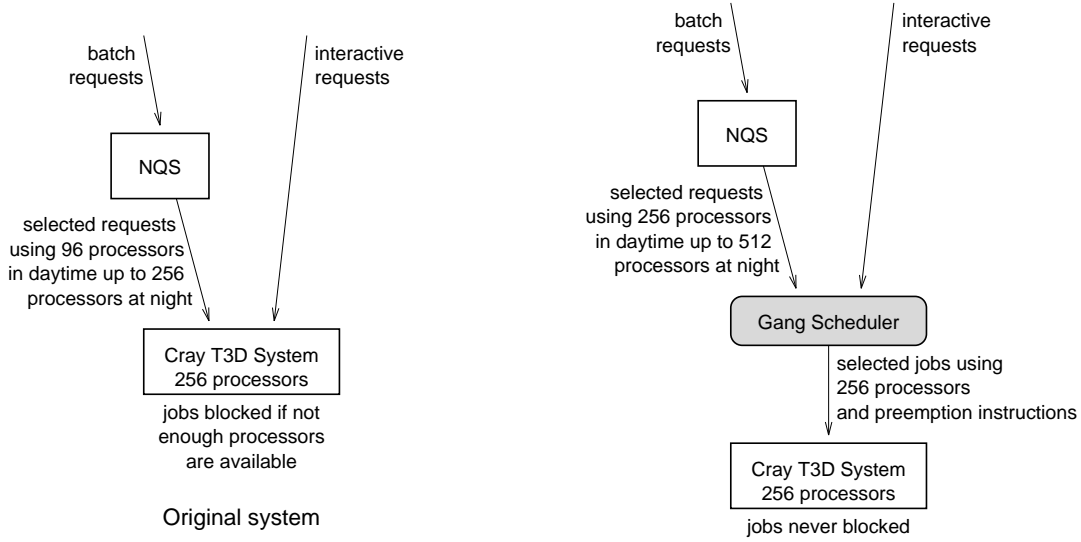 batch
requests
interactive
requests
NQS
selected requests
using 96 processors
in daytime up to 256
processors at night
Cray T3D System
256 processors
jobs blocked if not
enough processors
are available
Original system
batch
requests
interactive
requests
NQS
selected requests
using 256 processors
in daytime up to 512
processors at night
Gang Scheduler
selected jobs using
256 processors
and preemption instructions
Cray T3D System
256 processors
jobs never blocked